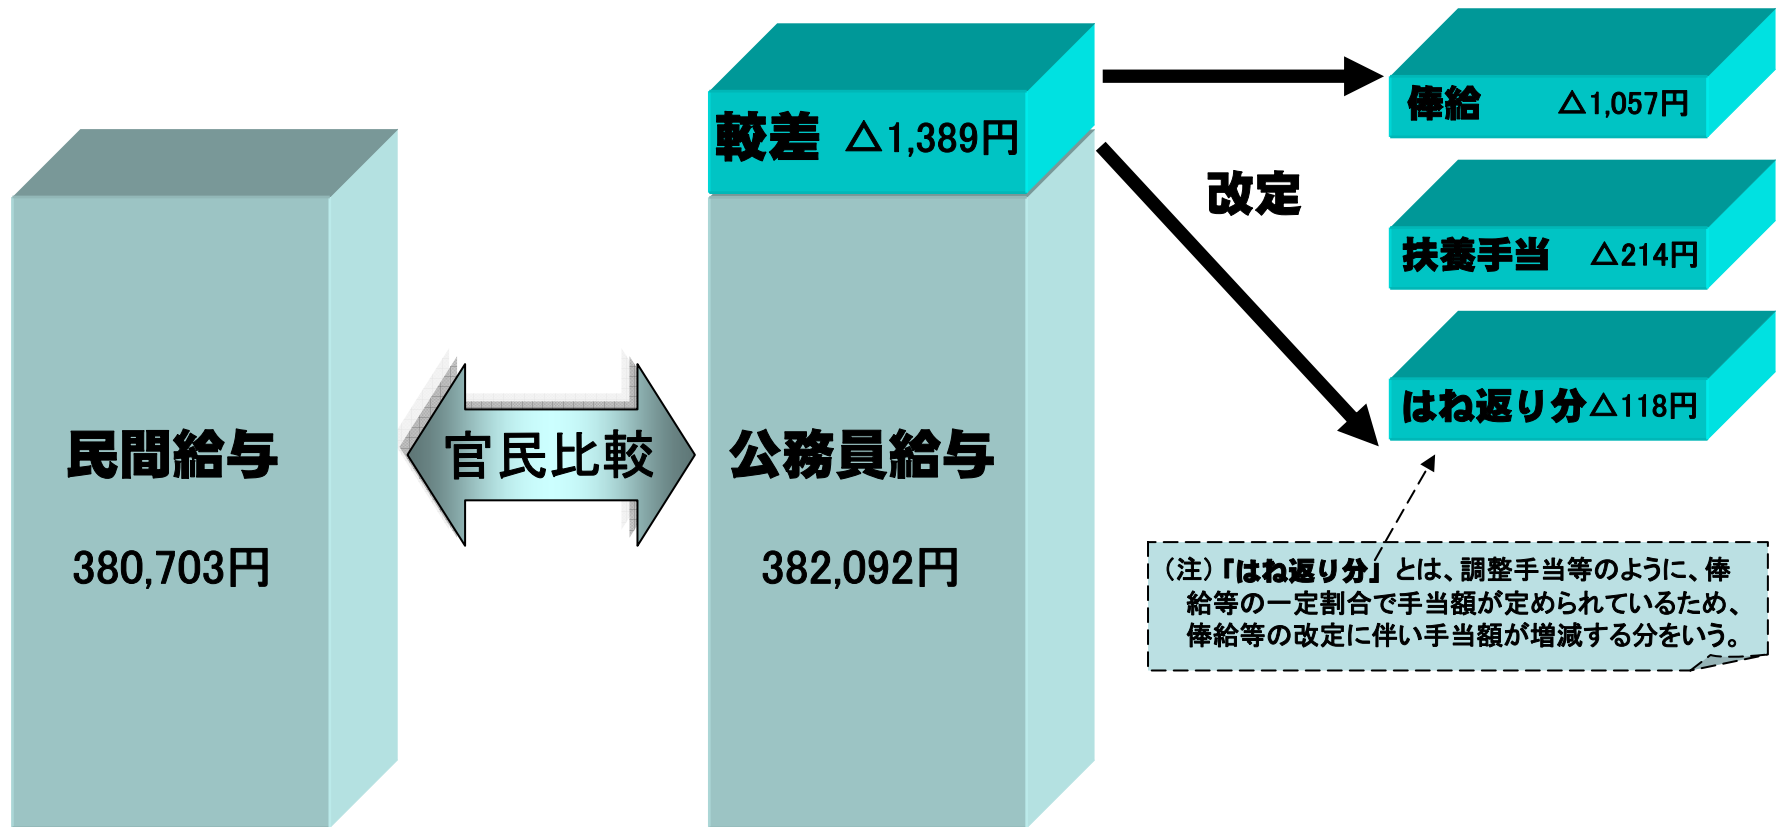 民間給与
380,703円
官民比較
較差 △1,389円
公務員給与
382,092円
改定
俸給 △1,057円
扶養手当 △214円
はね返り分△118円
(注)「はね返り分」とは、調整手当等のように、俸
給等の一定割合で手当額が定められているため、
俸給等の改定に伴い手当額が増減する分をいう。